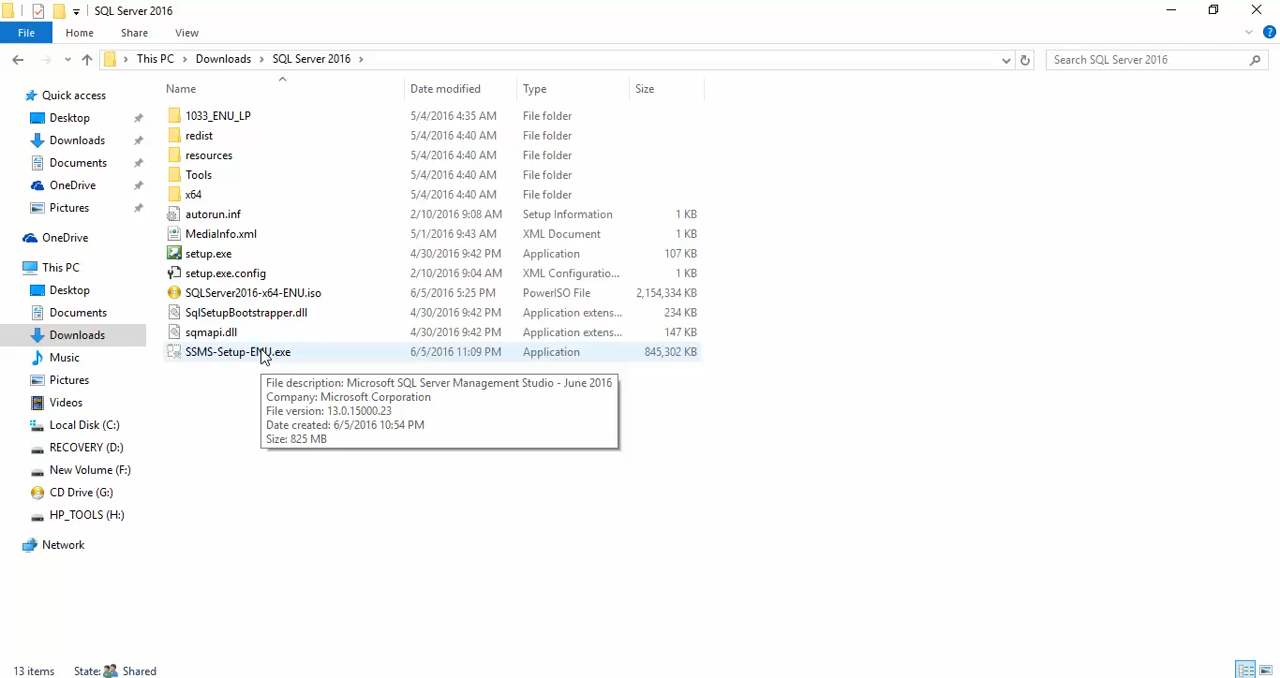 SQL Server 2016
File Home Share View
This PC Downloads SQL Server 2016
Search SQL Server 2016
Quick access
Desktop
Downloads
Documents
OneDrive
Pictures
OneDrive
This PC
Desktop
Documents
Downloads
Music
Pictures
Videos
Local Disk (C:)
RECOVERY (D:)
New Volume (F:)
CD Drive (G:)
HP_TOOLS (H:)
Network
Name Date modified Type Size
1033_ENU_LP 5/4/2016 4:35 AM File folder
redist 5/4/2016 4:40 AM File folder
resources 5/4/2016 4:40 AM File folder
Tools 5/4/2016 4:40 AM File folder
x64 5/4/2016 4:40 AM File folder
autorun.inf 2/10/2016 9:08 AM Setup Information 1 KB
MediaInfo.xml 5/1/2016 9:43 AM XML Document 1 KB
setup.exe 4/30/2016 9:42 PM Application 107 KB
setup.exe.config 2/10/2016 9:04 AM XML Configuratio... 1 KB
SQLServer2016-x64-ENU.iso 6/5/2016 5:25 PM PowerISO File 2,154,334 KB
SqlSetupBootstrapper.dll 4/30/2016 9:42 PM Application extens... 234 KB
sqmapi.dll 4/30/2016 9:42 PM Application extens... 147 KB
SSMS-Setup-ENU.exe 6/5/2016 11:09 PM Application 845,302 KB
File description: Microsoft SQL Server Management Studio - June 2016
Company: Microsoft Corporation
File version: 13.0.15000.23
Date created: 6/5/2016 10:54 PM
Size: 825 MB
13 items State: Shared